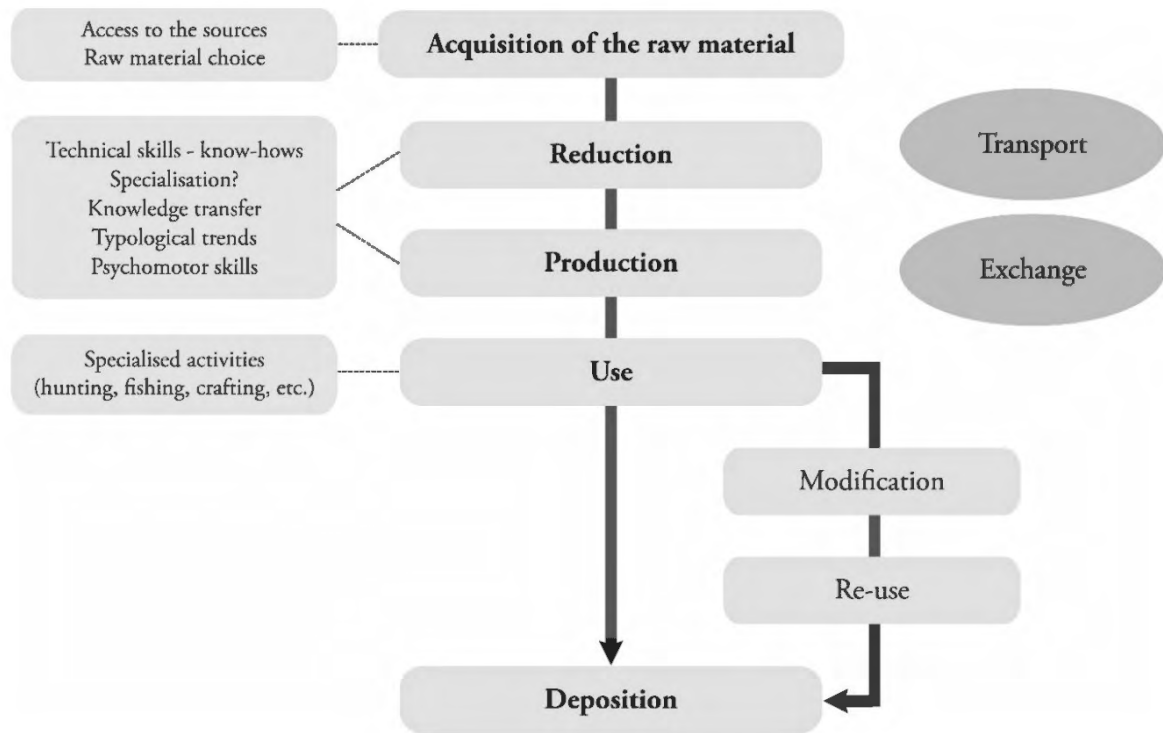 Access to the sources
Raw material choice
Acquisition of the raw material
Technical skills - know-hows
Specialisation?
Knowledge transfer
Typological trends
Psychomotor skills
Reduction
Production
Transport
Exchange
Specialised activities
(hunting, fishing, crafting, etc.)
Use
Modification
Re-use
Deposition